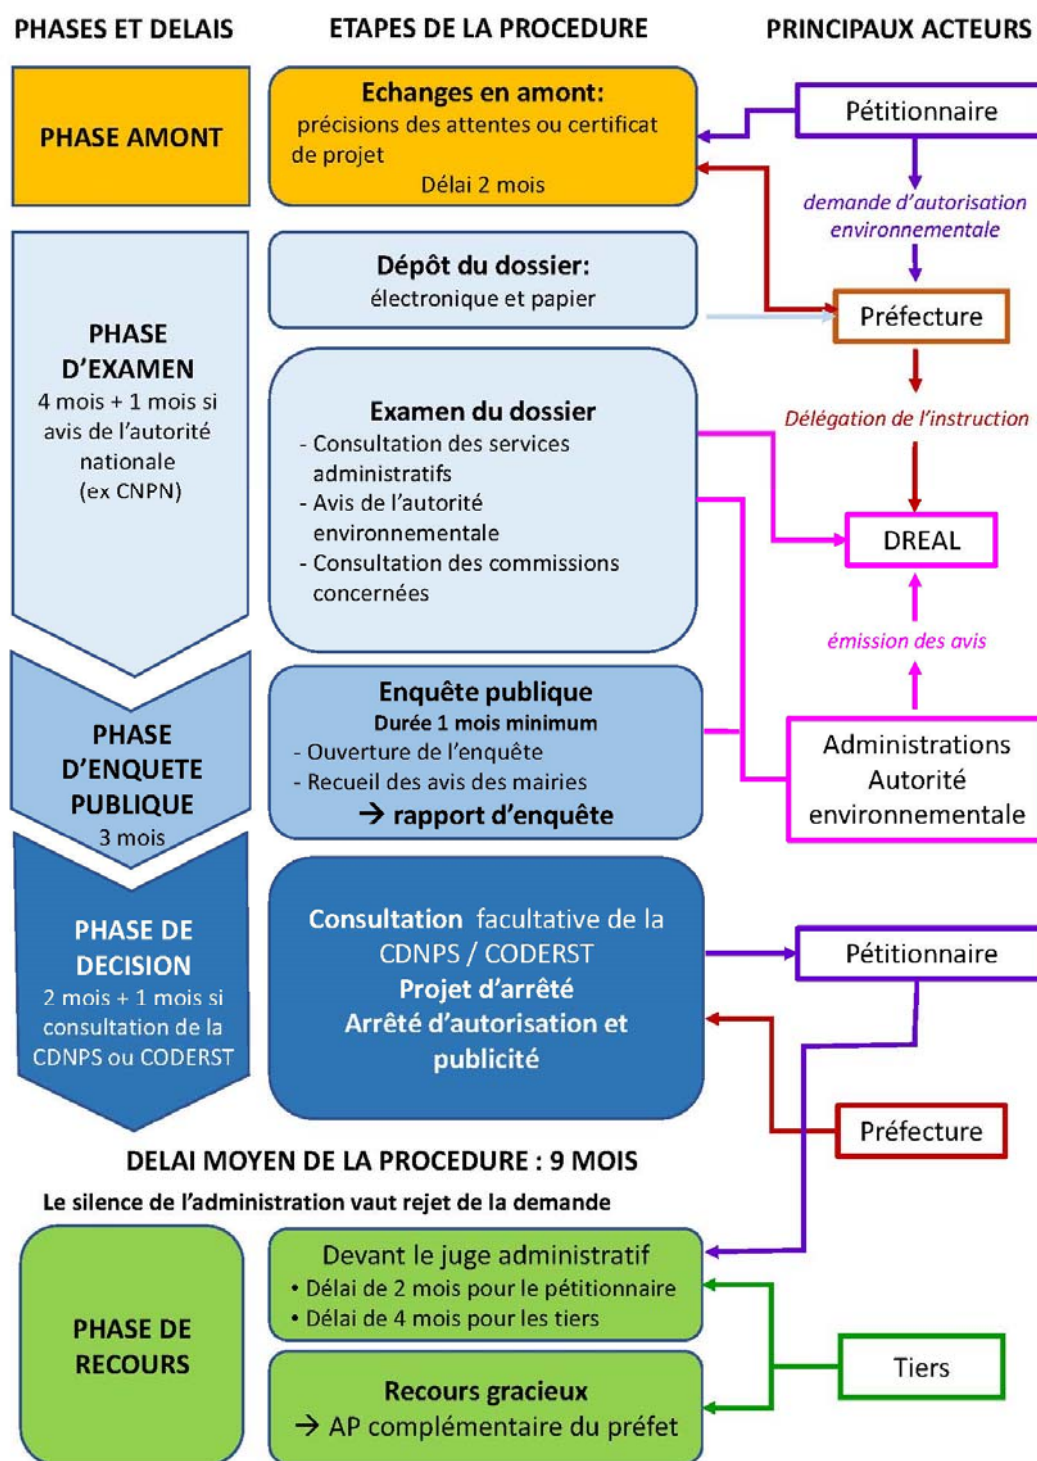 PHASES ET DELAIS
ETAPES DE LA PROCEDURE
PRINCIPAUX ACTEURS
PHASE AMONT
Echanges en amont:
précisions des attentes ou certificat
de projet
Délai 2 mois
Pétitionnaire
demande d'autorisation
environnementale
Dépôt du dossier:
électronique et papier
Préfecture
PHASE
D'EXAMEN
4 mois + 1 mois si
avis de l'autorité
nationale
(ex CNPN)
Examen du dossier
- Consultation des services
administratifs
- Avis de l'autorité
environnementale
- Consultation des commissions
concernées
Délégation de l'instruction
DREAL
émission des avis
PHASE
D'ENQUETE
PUBLIQUE
3 mois
Enquête publique
Durée 1 mois minimum
- Ouverture de l'enquête
- Recueil des avis des mairies
→ rapport d'enquête
Administrations
Autorité
environnementale
PHASE DE
DECISION
2 mois + 1 mois si
consultation de la
CDNPS ou CODERST
Consultation facultative de la
CDNPS / CODERST
Projet d'arrêté
Arrêté d'autorisation et
publicité
Pétitionnaire
Préfecture
DELAI MOYEN DE LA PROCEDURE : 9 MOIS
Le silence de l'administration vaut rejet de la demande
PHASE DE
RECOURS
Devant le juge administratif
• Délai de 2 mois pour le pétitionnaire
• Délai de 4 mois pour les tiers
Recours gracieux
→ AP complémentaire du préfet
Tiers